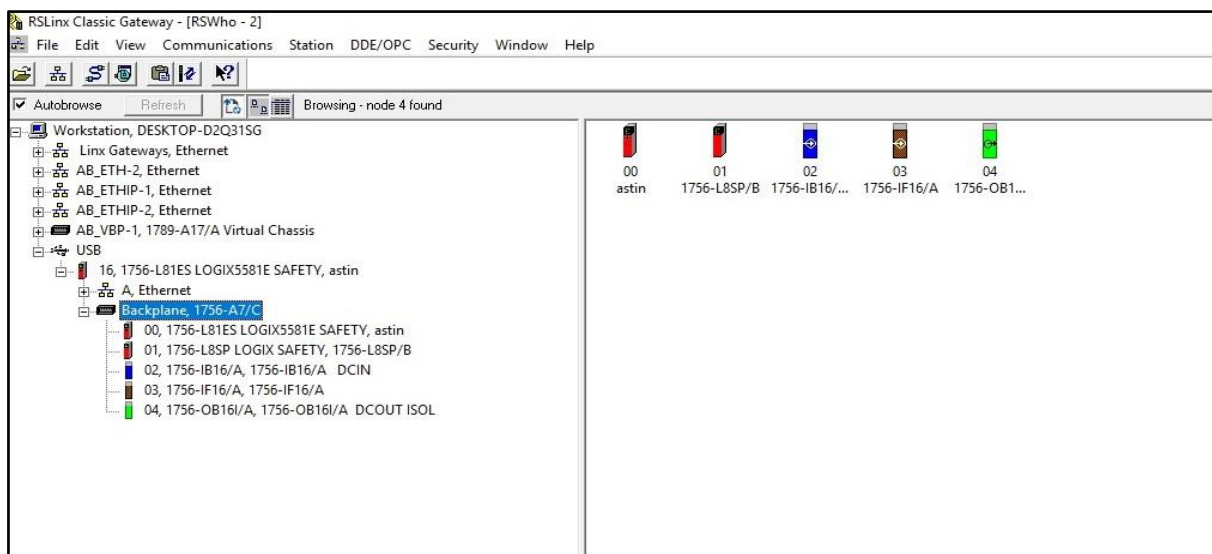 RSLinx Classic Gateway - [RSWho - 2]
File Edit View Communications Station DDE/OPC Security Window Help
Autobrowse Refresh Browsing - node 4 found
Workstation, DESKTOP-D2Q31SG
Linx Gateways, Ethernet
AB_ETH-2, Ethernet
AB_ETHIP-1, Ethernet
AB_ETHIP-2, Ethernet
AB_VBP-1, 1789-A17/A Virtual Chassis
USB
16, 1756-L81ES LOGIX5581E SAFETY, astin
A, Ethernet
Backplane, 1756-A7/C
00, 1756-L81ES LOGIX5581E SAFETY, astin
01, 1756-L8SP LOGIX SAFETY, 1756-L8SP/B
02, 1756-IB16/A, 1756-IB16/A DCIN
03, 1756-IF16/A, 1756-IF16/A
04, 1756-OB16I/A, 1756-OB16I/A DCOUT ISOL
00 01 02 03 04
astin 1756-L8SP/B 1756-IB16/... 1756-IF16/A 1756-OB1...